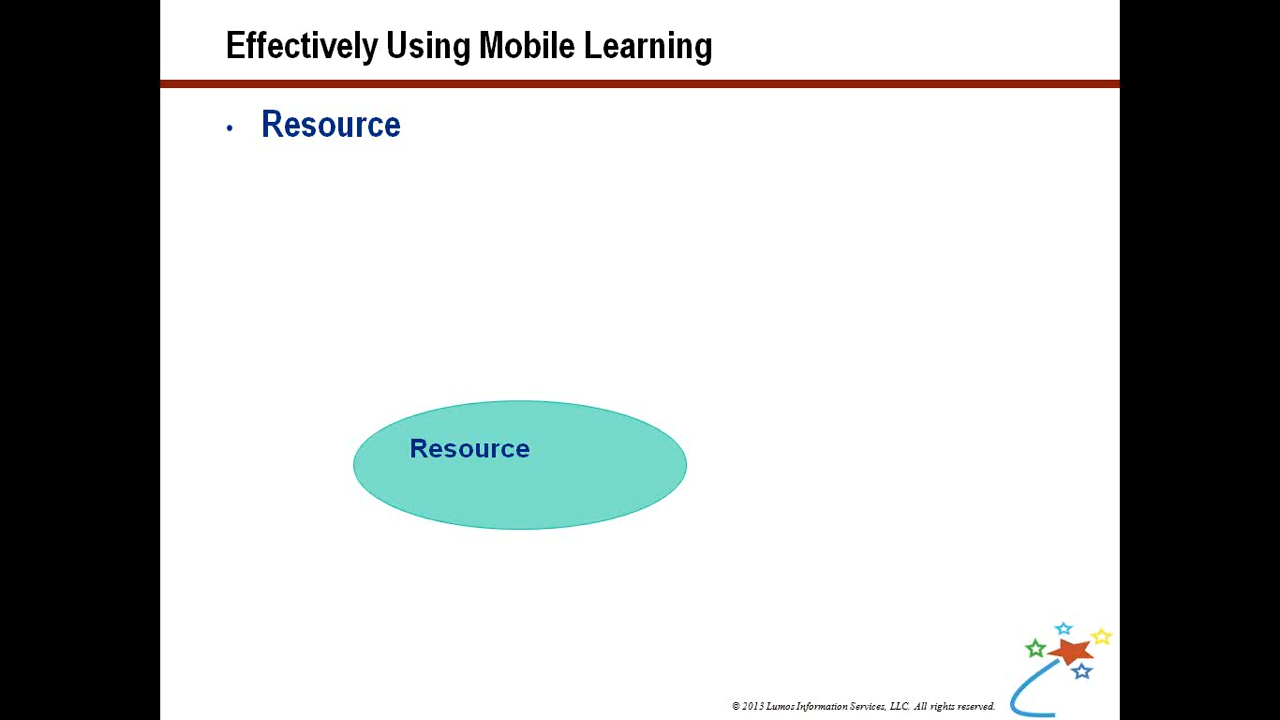 Effectively Using Mobile Learning
• Resource
Resource
© 2013 Lumos Information Services, LLC. All rights reserved.